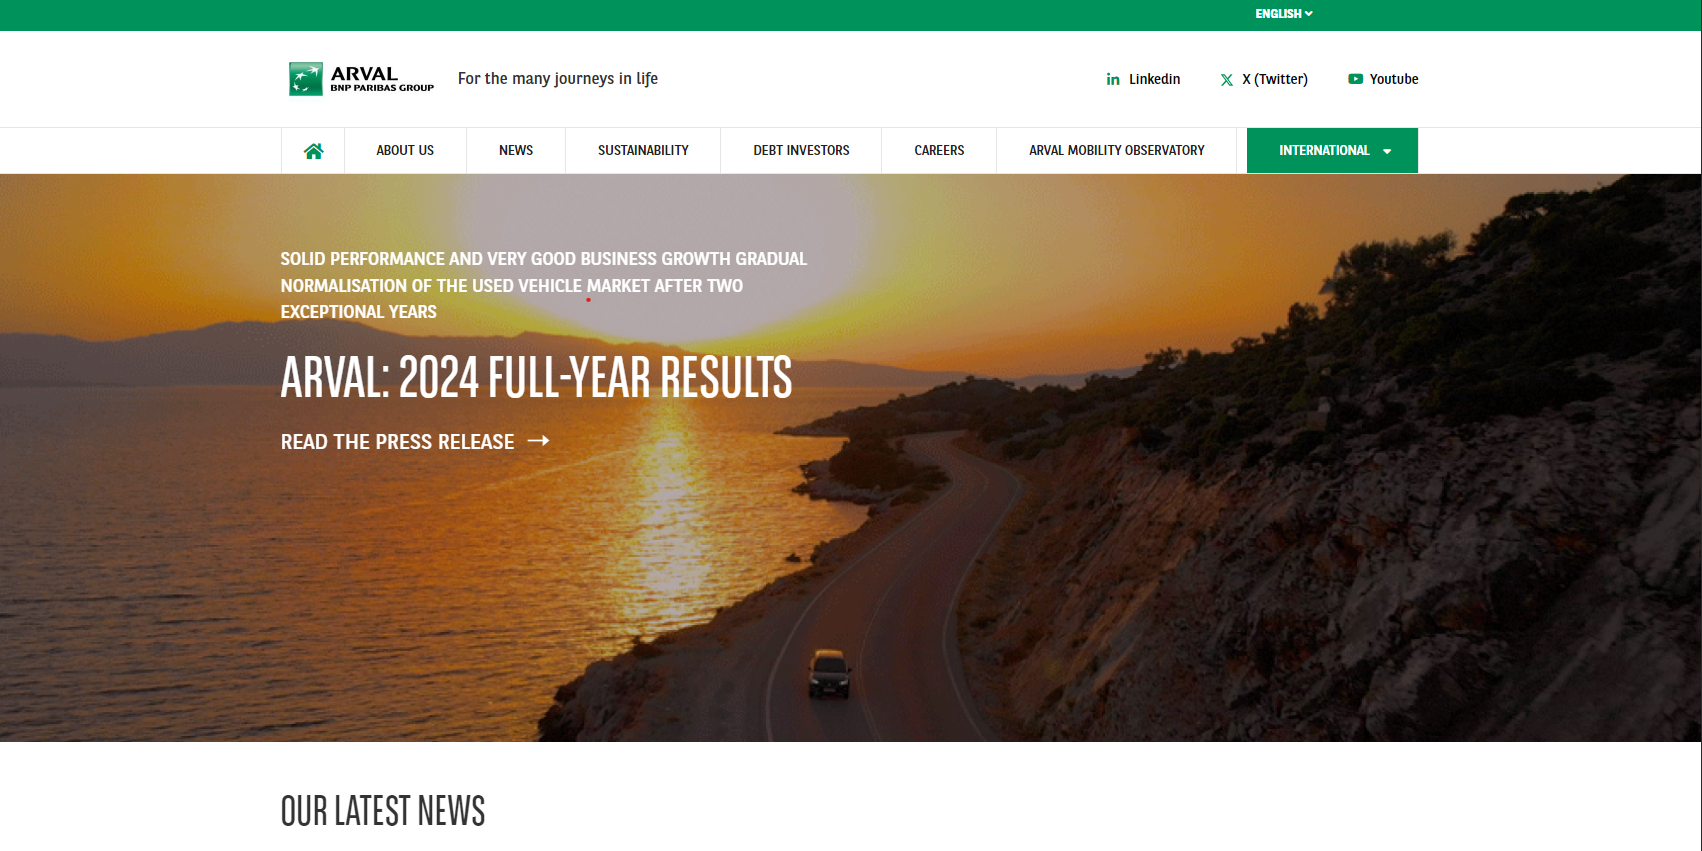 ENGLISH
ARVAL
BNP PARIBAS GROUP
For the many journeys in life
Linkedin
X (Twitter)
Youtube
ABOUT US
NEWS
SUSTAINABILITY
DEBT INVESTORS
CAREERS
ARVAL MOBILITY OBSERVATORY
INTERNATIONAL
SOLID PERFORMANCE AND VERY GOOD BUSINESS GROWTH GRADUAL
NORMALISATION OF THE USED VEHICLE MARKET AFTER TWO
EXCEPTIONAL YEARS
ARVAL: 2024 FULL-YEAR RESULTS
READ THE PRESS RELEASE
OUR LATEST NEWS